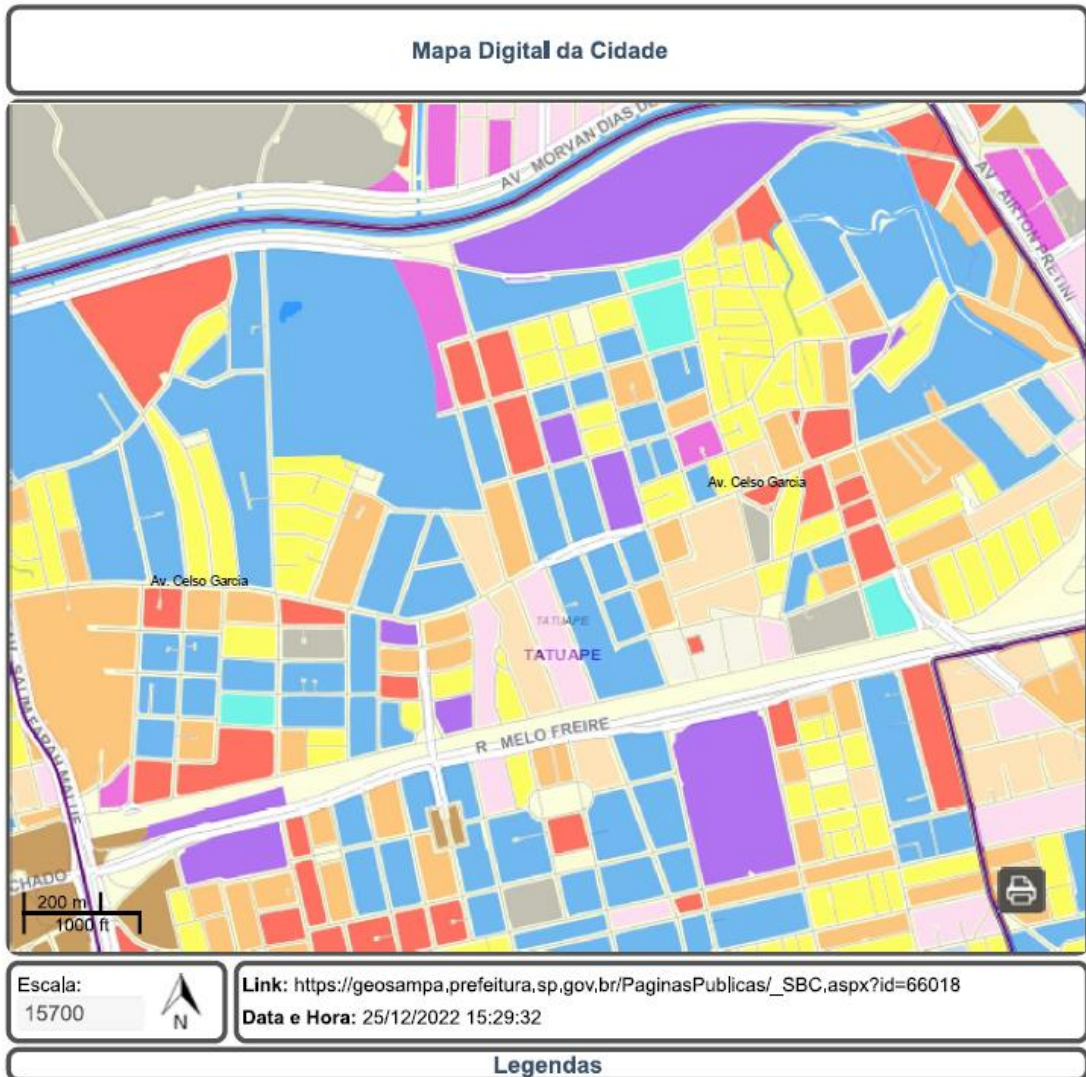 Mapa Digital da Cidade
AV MORVAN DIAS DE
AV AIRTON PRETINI
Av. Celso Garcia
Av. Celso Garcia
TATUAPE
TATUAPE
R MELO FREIRE
CHADO
200 m
1000 ft
Escala:
15700
N
Link: https://geosampa.prefeitura.sp.gov.br/PaginasPublicas/_SBC.aspx?id=66018
Data e Hora: 25/12/2022 15:29:32
Legendas